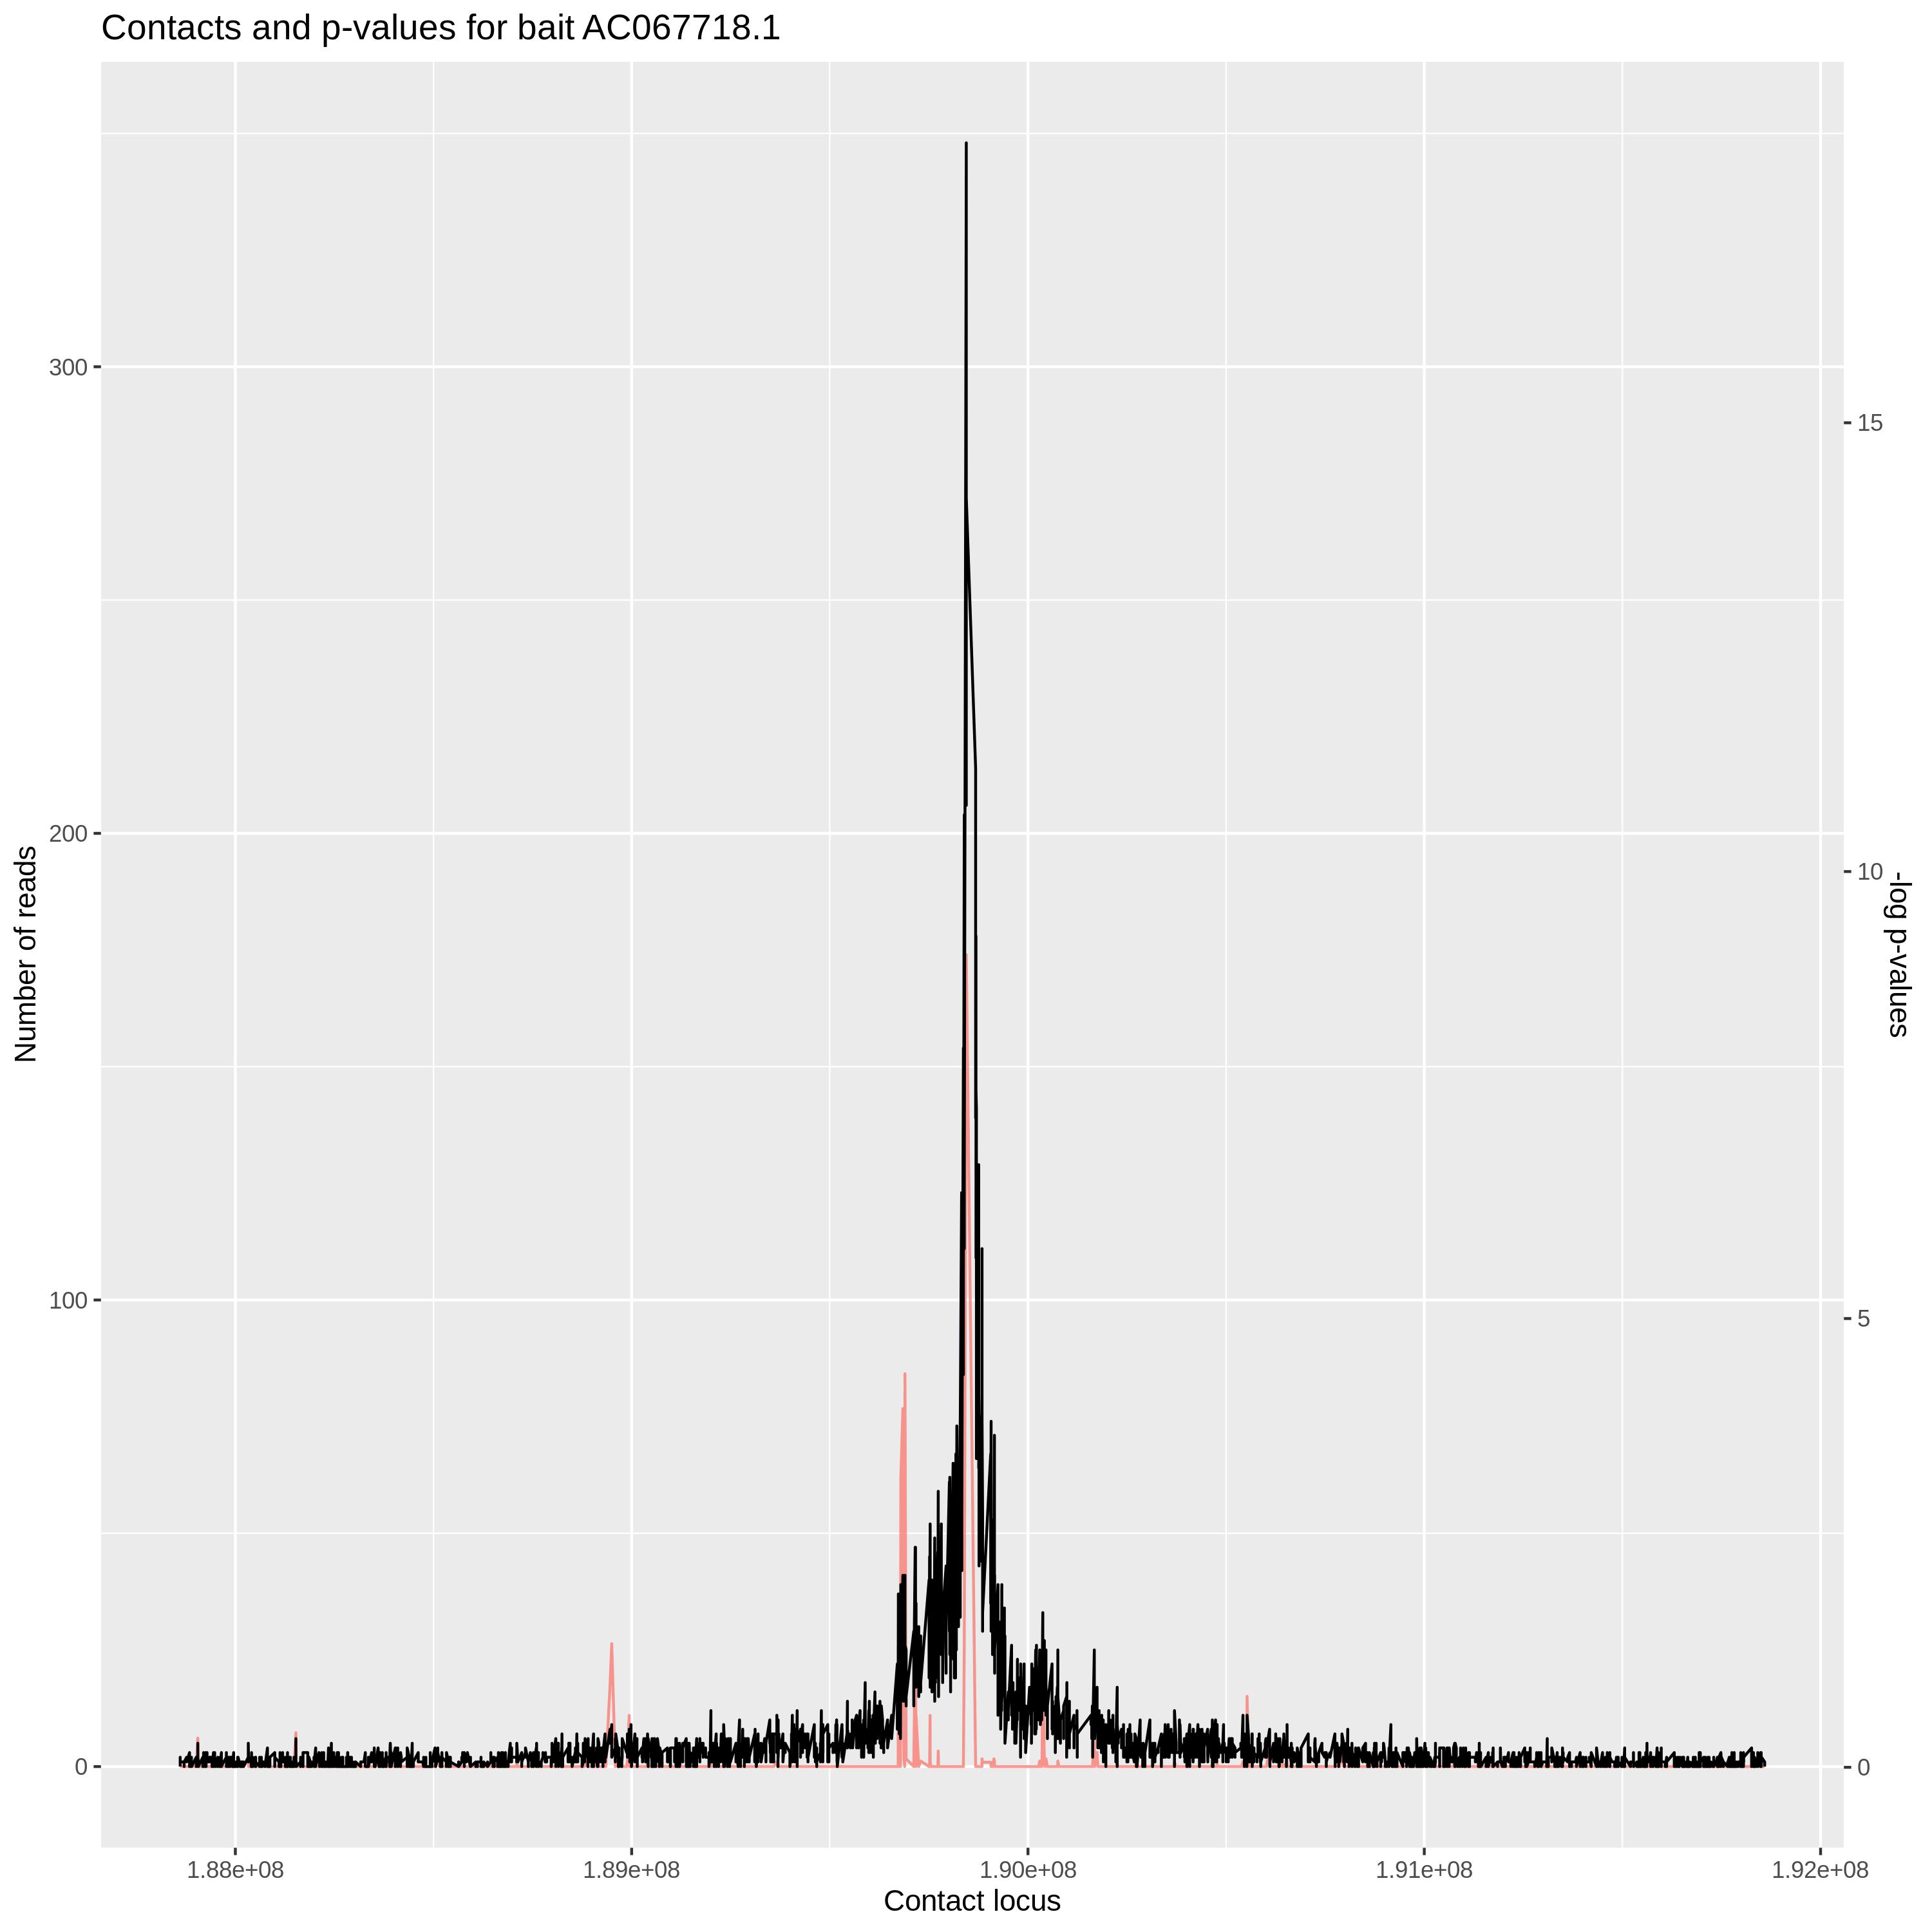 Contacts and p-values for bait AC067718.1
300
200
100
0
Number of reads
15
10
5
0
-log p-values
1.88e+08
1.89e+08
1.90e+08
1.91e+08
1.92e+08
Contact locus